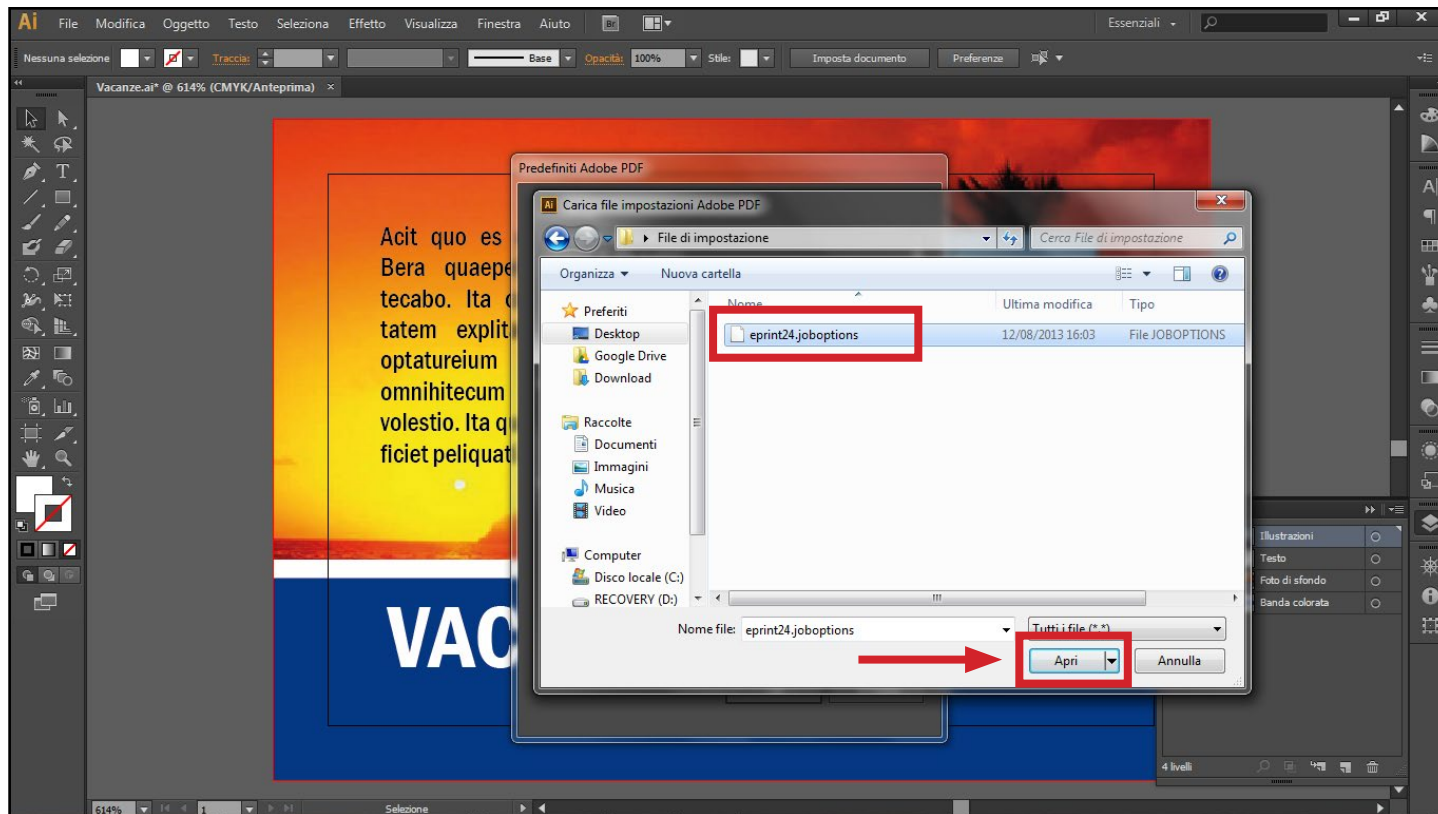 Ai File Modifica Oggetto Testo Seleziona Effetto Visualizza Finestra Aiuto Br Essenziali
Nessuna selezione Traccia: Base Opacità: 100% Stile: Imposta documento Preferenze
Vacanze.ai* @ 614% (CMYK/Anteprima) ×
Predefiniti Adobe PDF
Ai Carica file impostazioni Adobe PDF
File di impostazione Cerca File di impostazione
Organizza Nuova cartella
Nome Ultima modifica Tipo
eprint24.joboptions 12/08/2013 16:03 File JOBOPTIONS
Preferiti
Desktop
Google Drive
Download
Raccolte
Documenti
Immagini
Musica
Video
Computer
Disco locale (C:)
RECOVERY (D:)
Nome file: eprint24.joboptions Tutti i file (*.*)
Apri Annulla
Acit quo es
Bera quaepe
tecabo. Ita
tatem explit
optatureium
omnihitecum
volestio. Ita q
ficiet peliquat
VAC
Illustrazioni
Testo
Foto di sfondo
Banda colorata
4 livelli
614% 1 Selezione